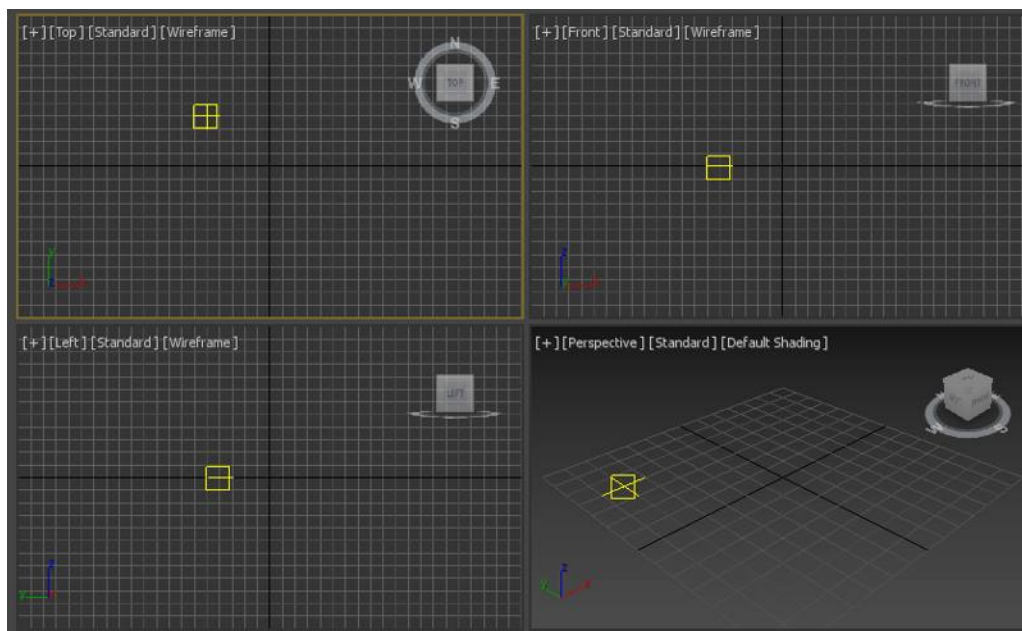 [+] [Top] [Standard] [Wireframe]
N
W TOP E
S
y
z x
[+] [Front] [Standard] [Wireframe]
FRONT
z
x
[+] [Left] [Standard] [Wireframe]
LEFT
z
y
[+] [Perspective] [Standard] [Default Shading]
W S
z
y x